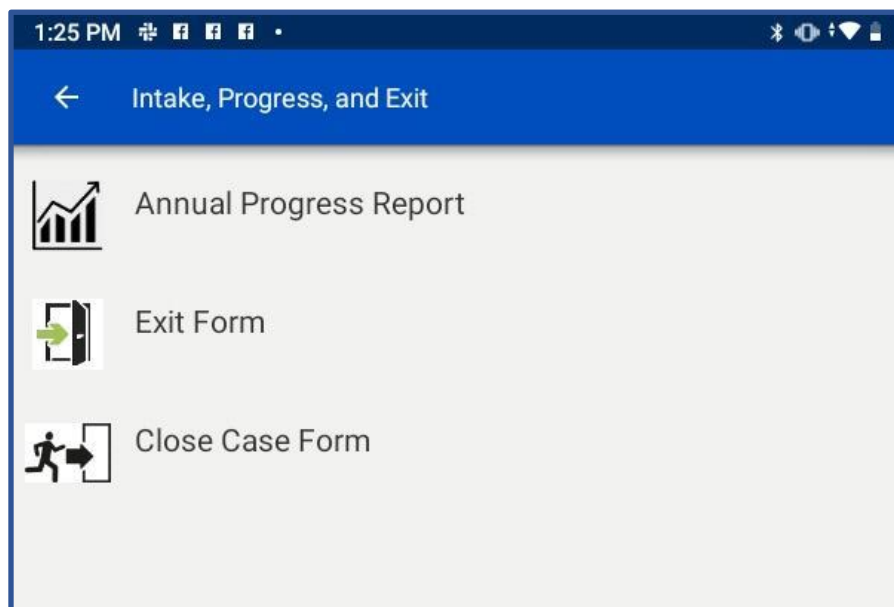 1:25 PM
Intake, Progress, and Exit
Annual Progress Report
Exit Form
Close Case Form